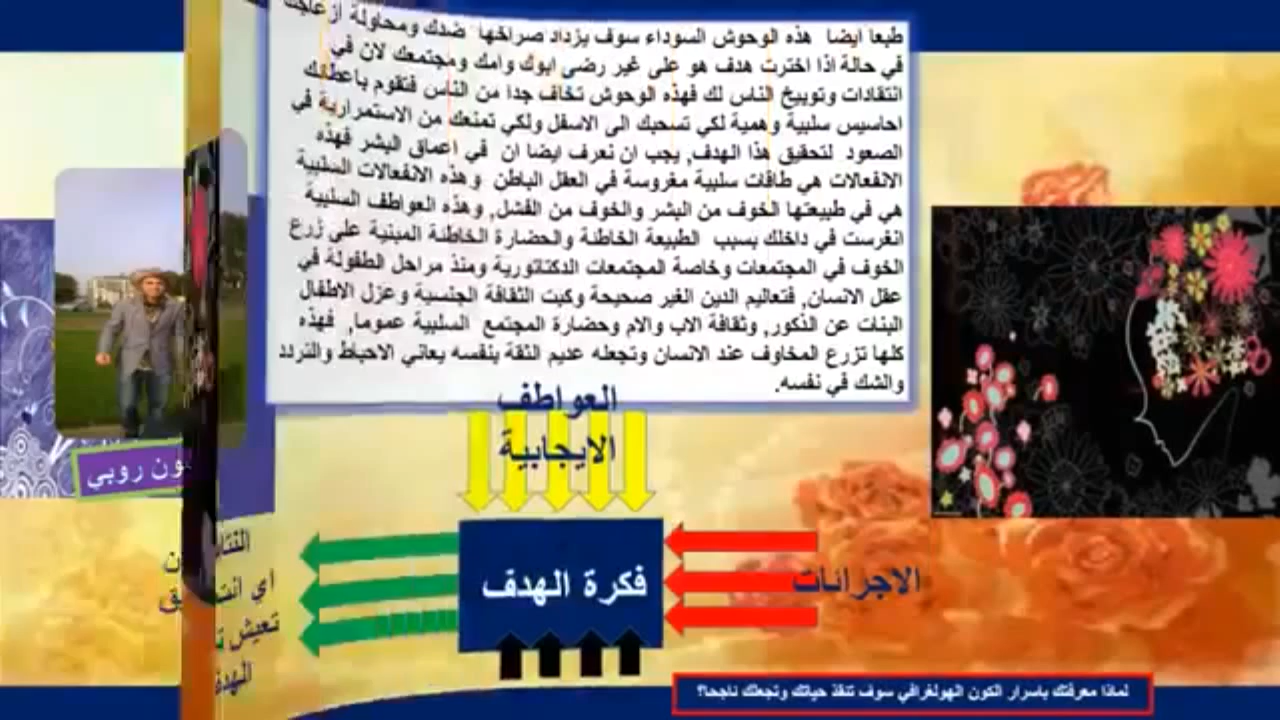 طبعا ايضا هذه الوحوش السوداء سوف يزداد صراخها ضدك ومحاولة ازعاجك
في حالة اذا اخترت هدف هو على غير رضى ابوك وامك ومجتمعك لان في
انتقادات وتوبيخ الناس لك فهذه الوحوش تخاف جدا من الناس فتقوم باعطائك
احاسيس سلبية وهمية لكي تسحبك الى الاسفل ولكي تمنعك من الاستمرارية في
الصعود لتحقيق هذا الهدف, يجب ان نعرف ايضا ان في اعماق البشر فهذه
الانفعالات هي طاقات سلبية مغروسة في العقل الباطن وهذه الانفعالات السلبية
هي في طبيعتها الخوف من البشر والخوف من الفشل, وهذه العواطف السلبية
انغرست في داخلك بسبب الطبيعة الخاطئة والحضارة الخاطئة المبنية على زرع
الخوف في المجتمعات وخاصة المجتمعات الدكتاتورية ومنذ مراحل الطفولة في
عقل الانسان, فتعاليم الدين الغير صحيحة وكبت الثقافة الجنسية وعزل الاطفال
البنات عن الذكور, وثقافة الاب والام وحضارة المجتمع السلبية عموما, فهذه
كلها تزرع المخاوف عند الانسان وتجعله عديم الثقة بنفسه يعاني الاحباط والتردد
والشك في نفسه.
العواطف
الايجابية
ون روبي
فكرة الهدف
الاجرائات
اي
تعيش
الهد
لماذا معرفتك باسرار الكون الهولغرافي سوف تنقذ حياتك وتجعلك ناجحا؟